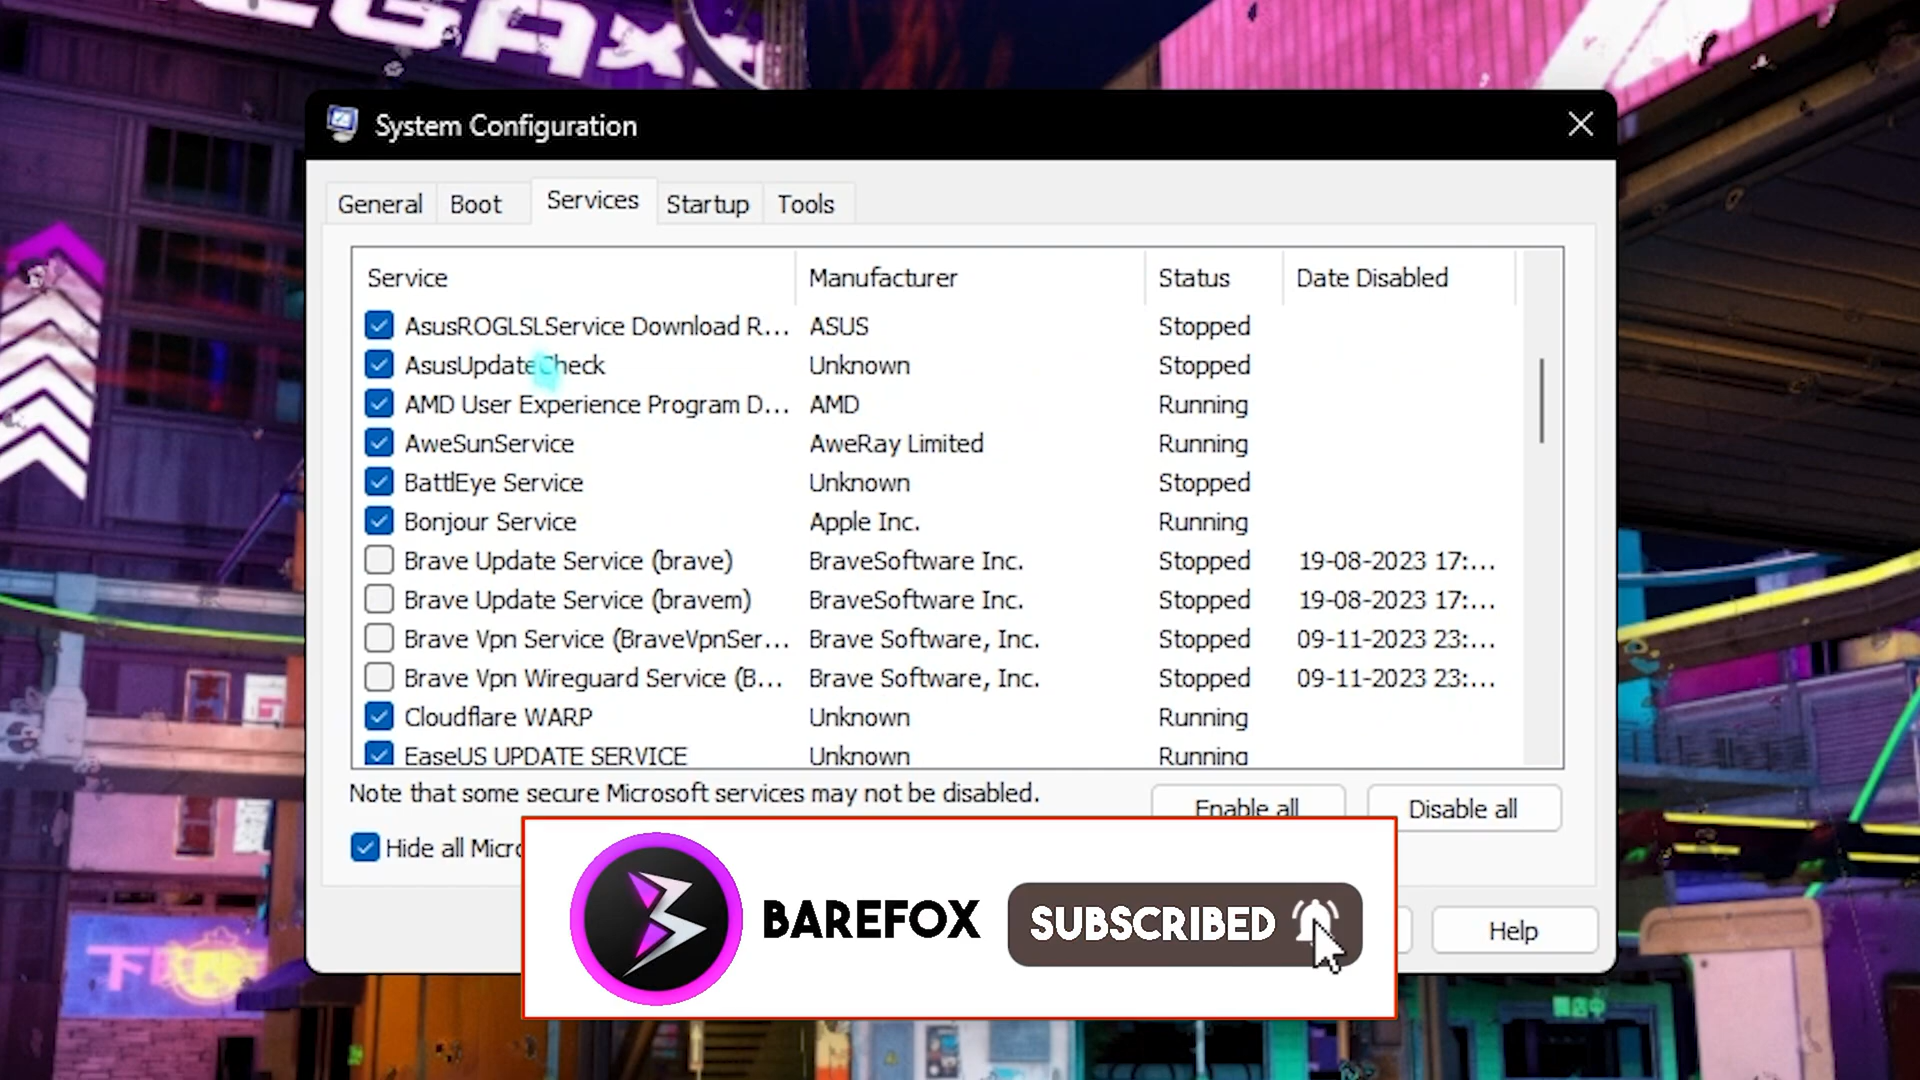 System Configuration
General Boot Services Startup Tools
Service Manufacturer Status Date Disabled
AsusROGLSLService Download R... ASUS Stopped
AsusUpdateCheck Unknown Stopped
AMD User Experience Program D... AMD Running
AweSunService AweRay Limited Running
BattlEye Service Unknown Stopped
Bonjour Service Apple Inc. Running
Brave Update Service (brave) BraveSoftware Inc. Stopped 19-08-2023 17:...
Brave Update Service (bravem) BraveSoftware Inc. Stopped 19-08-2023 17:...
Brave Vpn Service (BraveVpnSer... Brave Software, Inc. Stopped 09-11-2023 23:...
Brave Vpn Wireguard Service (B... Brave Software, Inc. Stopped 09-11-2023 23:...
Cloudflare WARP Unknown Running
EaseUS UPDATE SERVICE Unknown Running
Note that some secure Microsoft services may not be disabled.
Enable all Disable all
Hide all Micro
BAREFOX SUBSCRIBED
Help